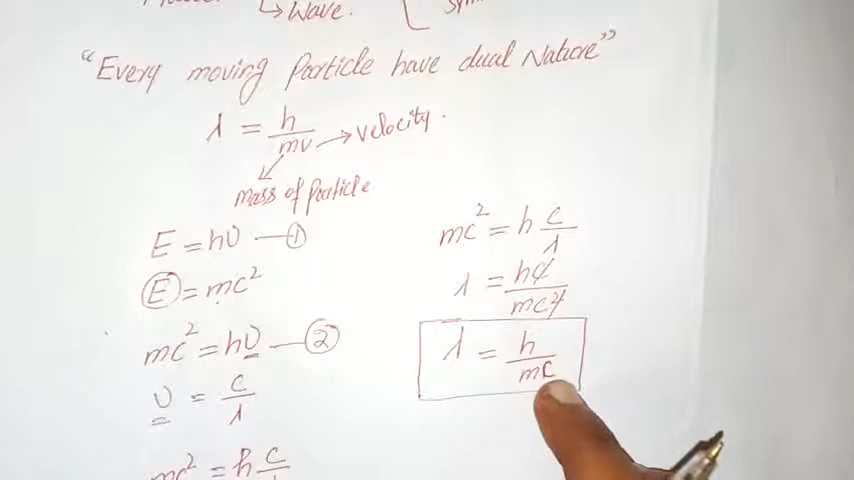 Wave.
"Every moving Particle have dual Nature"
λ = h/mv → velocity.
mass of particle
E = hυ —①
E = mc²
mc² = hυ —②
υ = c/λ
mc² = h c/λ
mc² = h c/λ
λ = hc/mc²
λ = h/mc